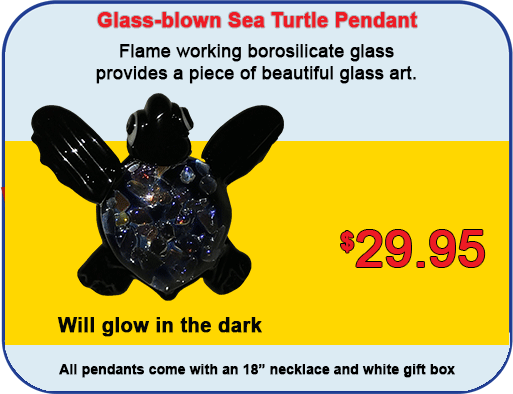 Glass-blown Sea Turtle Pendant
Flame working borosilicate glass
provides a piece of beautiful glass art.
$29.95
Will glow in the dark
All pendants come with an 18” necklace and white gift box